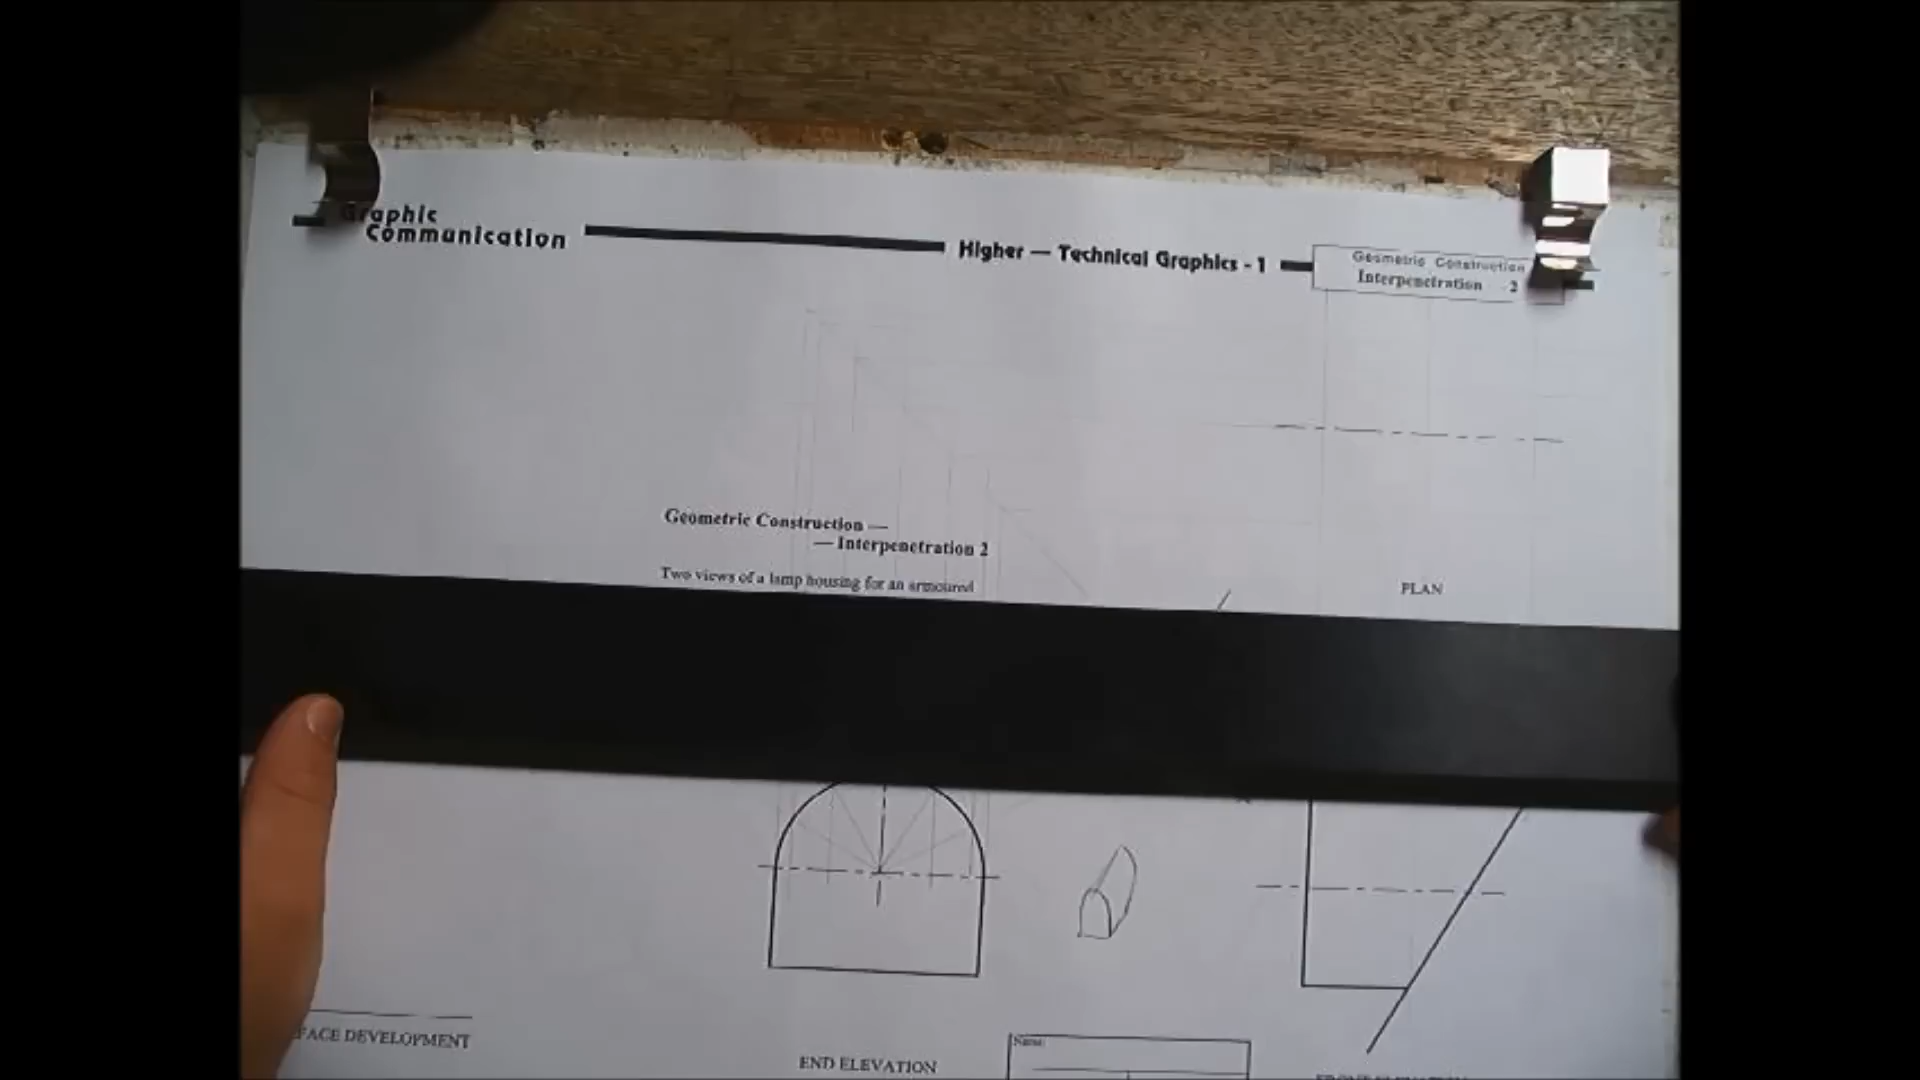 Graphic
Communication
Higher — Technical Graphics - 1
Geometric Construction
Interpenetration 2
Geometric Construction —
— Interpenetration 2
Two views of a lamp housing for an armoured
PLAN
FACE DEVELOPMENT
END ELEVATION
Name: